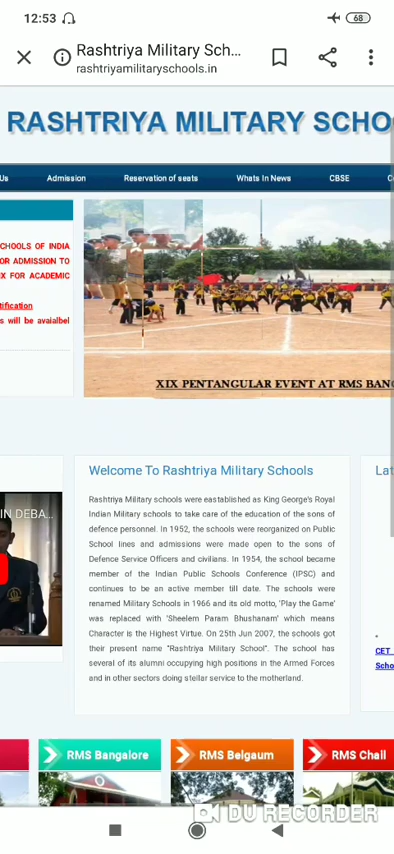 12:53
68
Rashtriya Military Sch...
rashtriyamilitaryschools.in
RASHTRIYA MILITARY SCHO
Us Admission Reservation of seats Whats In News CBSE
CHOOLS OF INDIA
OR ADMISSION TO
IX FOR ACADEMIC
tification
s will be avaialbel
XIX PENTANGULAR EVENT AT RMS BANG
IN DEBA...
Welcome To Rashtriya Military Schools
Rashtriya Military schools were eastablished as King George's Royal
Indian Military schools to take care of the education of the sons of
defence personnel. In 1952, the schools were reorganized on Public
School lines and admissions were made open to the sons of
Defence Service Officers and civilians. In 1954, the school became
member of the Indian Public Schools Conference (IPSC) and
continues to be an active member till date. The schools were
renamed Military Schools in 1966 and its old motto, 'Play the Game'
was replaced with 'Sheelem Param Bhushanam' which means
Character is the Highest Virtue. On 25th Jun 2007, the schools got
their present name "Rashtriya Military School". The school has
several of its alumni occupying high positions in the Armed Forces
and in other sectors doing stellar service to the motherland.
Lat
CET
Scho
RMS Bangalore
RMS Belgaum
RMS Chail
DU RECORDER